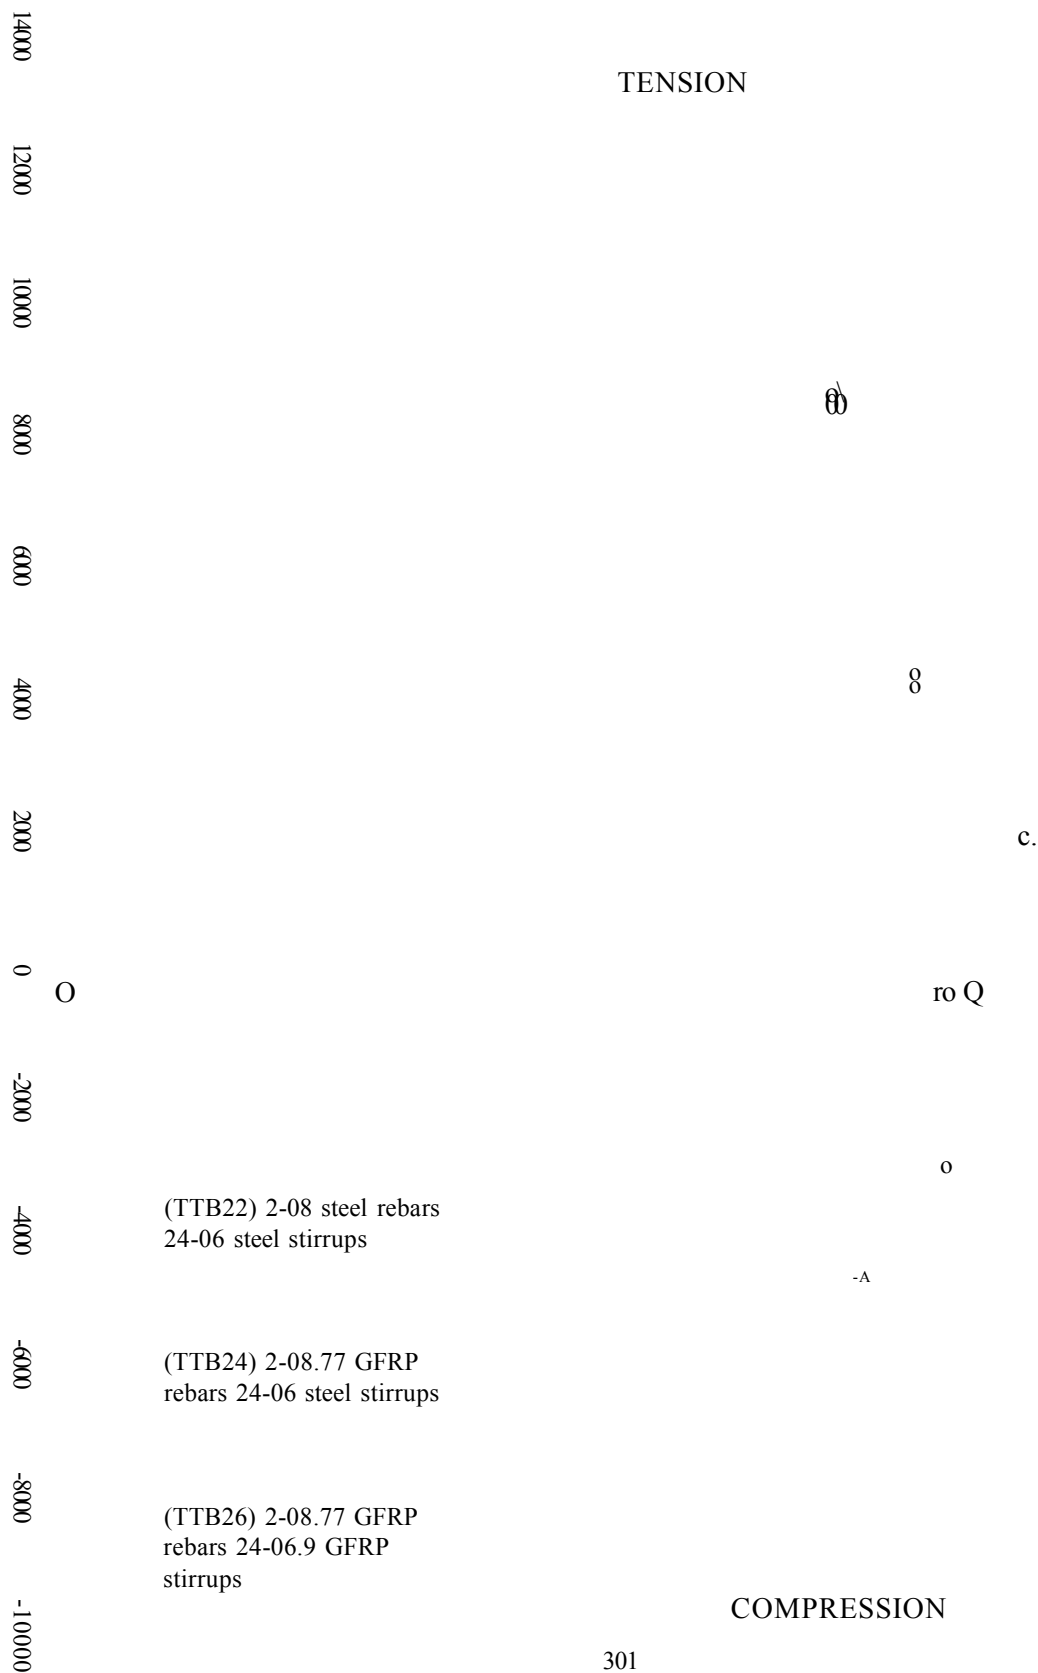 14000
TENSION
12000
10000
8000
6000
4000
o
o
2000
c.
0
O
ro Q
-2000
o
-4000
(TTB22) 2-08 steel rebars
24-06 steel stirrups
-A
-6000
(TTB24) 2-08.77 GFRP
rebars 24-06 steel stirrups
-8000
(TTB26) 2-08.77 GFRP
rebars 24-06.9 GFRP
stirrups
-10000
COMPRESSION
301